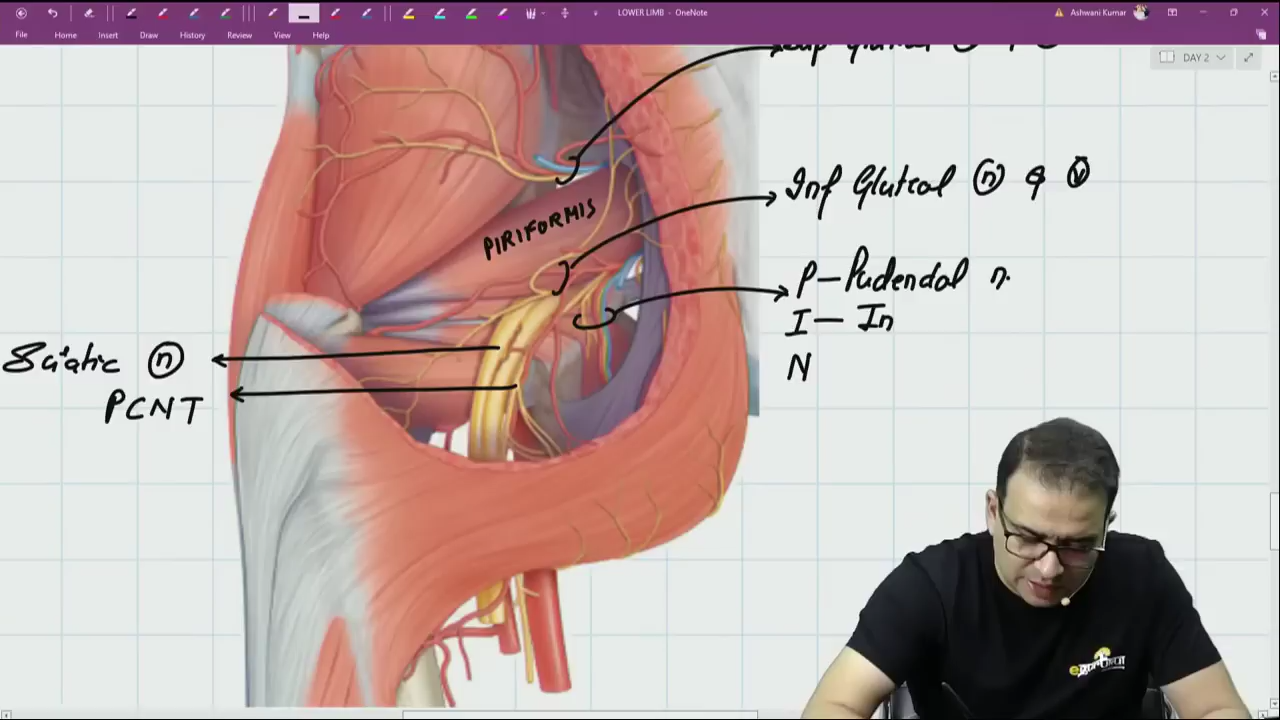 LOWER LIMB - OneNote
Ashwani Kumar
File Home Insert Draw History Review View Help
DAY 2
Inf Gluteal n & v
PIRIFORMIS
P – Pudendal n
I – In
N
Sciatic n
PCNT